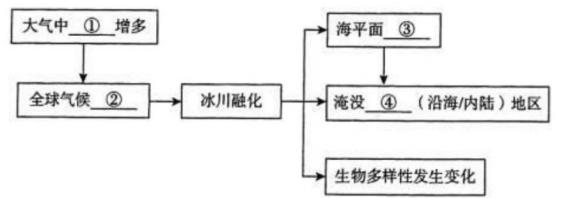 大气中 ① 增多
海平面 ③
全球气候 ②
冰川融化
淹没 ④ (沿海/内陆)地区
生物多样性发生变化